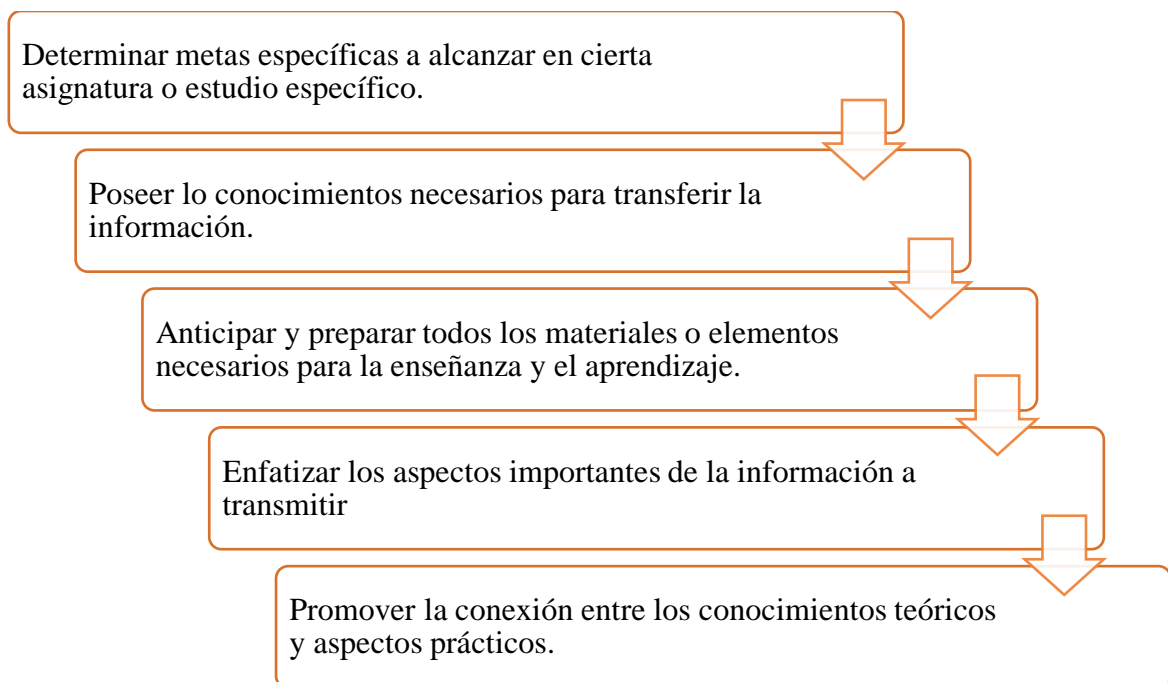 Determinar metas específicas a alcanzar en cierta
asignatura o estudio específico.
Poseer lo conocimientos necesarios para transferir la
información.
Anticipar y preparar todos los materiales o elementos
necesarios para la enseñanza y el aprendizaje.
Enfatizar los aspectos importantes de la información a
transmitir
Promover la conexión entre los conocimientos teóricos
y aspectos prácticos.